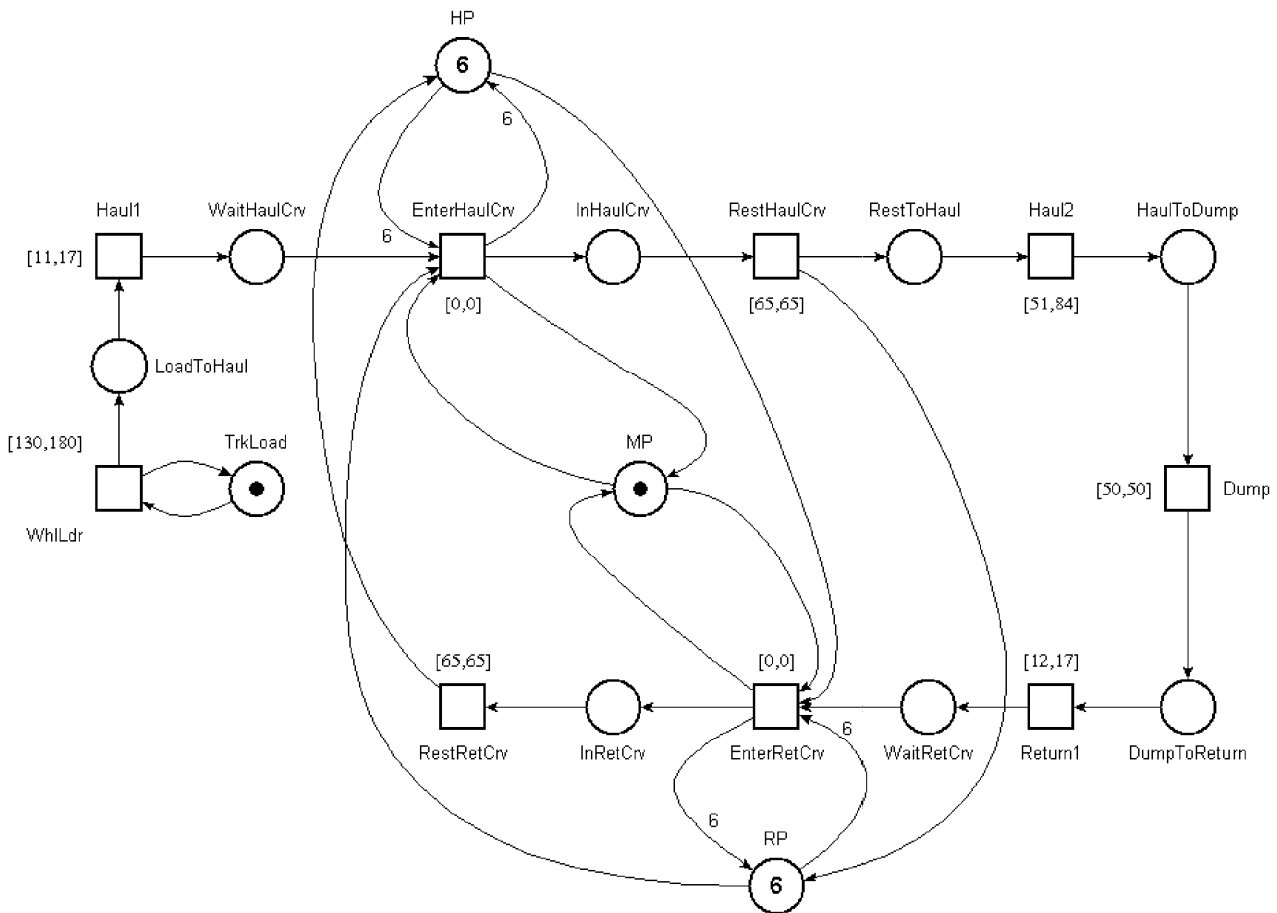 HP
6
6
Haul1
WaitHaulCrv
EnterHaulCrv
InHaulCrv
RestHaulCrv
RestToHaul
Haul2
HaulToDump
6
[11,17]
[0,0]
[65,65]
[51,84]
LoadToHaul
[130,180]
TrkLoad
MP
[50,50]
Dump
WhlLdr
[65,65]
[0,0]
[12,17]
6
RestRetCrv
InRetCrv
EnterRetCrv
WaitRetCrv
Return1
DumpToReturn
6
RP
6